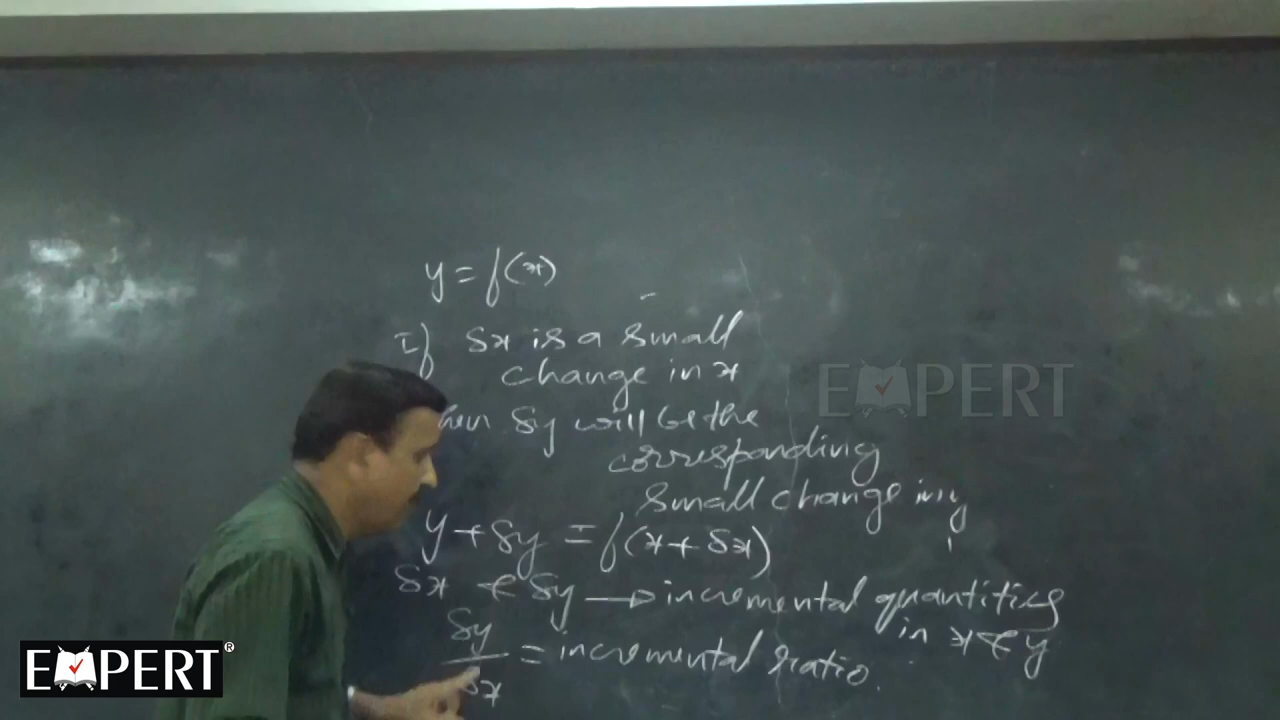 y = f(x)
If δx is a small
change in x
hen δy will be the
corresponding
small change in y
y + δy = f(x + δx)
δx & δy → incremental quantities
in x & y
δy
— = incremental ratio.
δx
EXPERT
EXPERT®